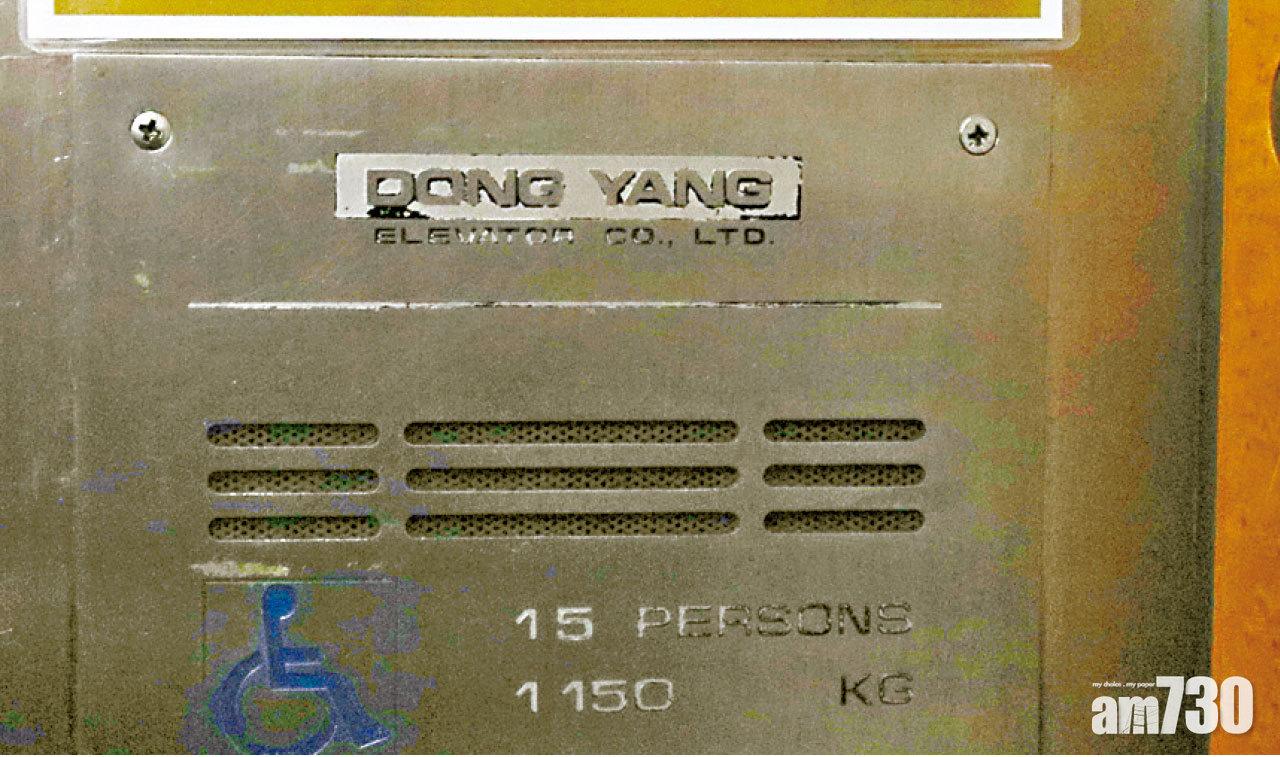 DONG YANG
ELEVATOR CO., LTD.
15 PERSONS
1150 KG
my choice . my paper
am730